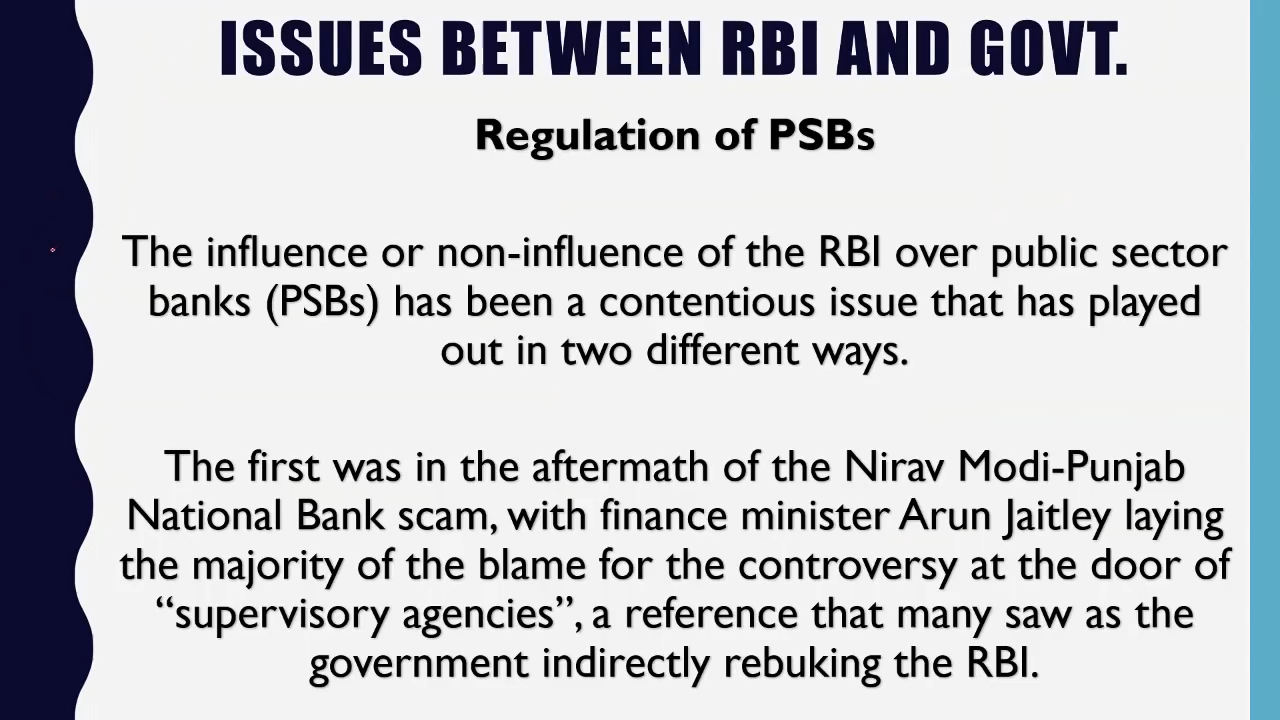 ISSUES BETWEEN RBI AND GOVT.
Regulation of PSBs
The influence or non-influence of the RBI over public sector
banks (PSBs) has been a contentious issue that has played
out in two different ways.
The first was in the aftermath of the Nirav Modi-Punjab
National Bank scam, with finance minister Arun Jaitley laying
the majority of the blame for the controversy at the door of
“supervisory agencies”, a reference that many saw as the
government indirectly rebuking the RBI.